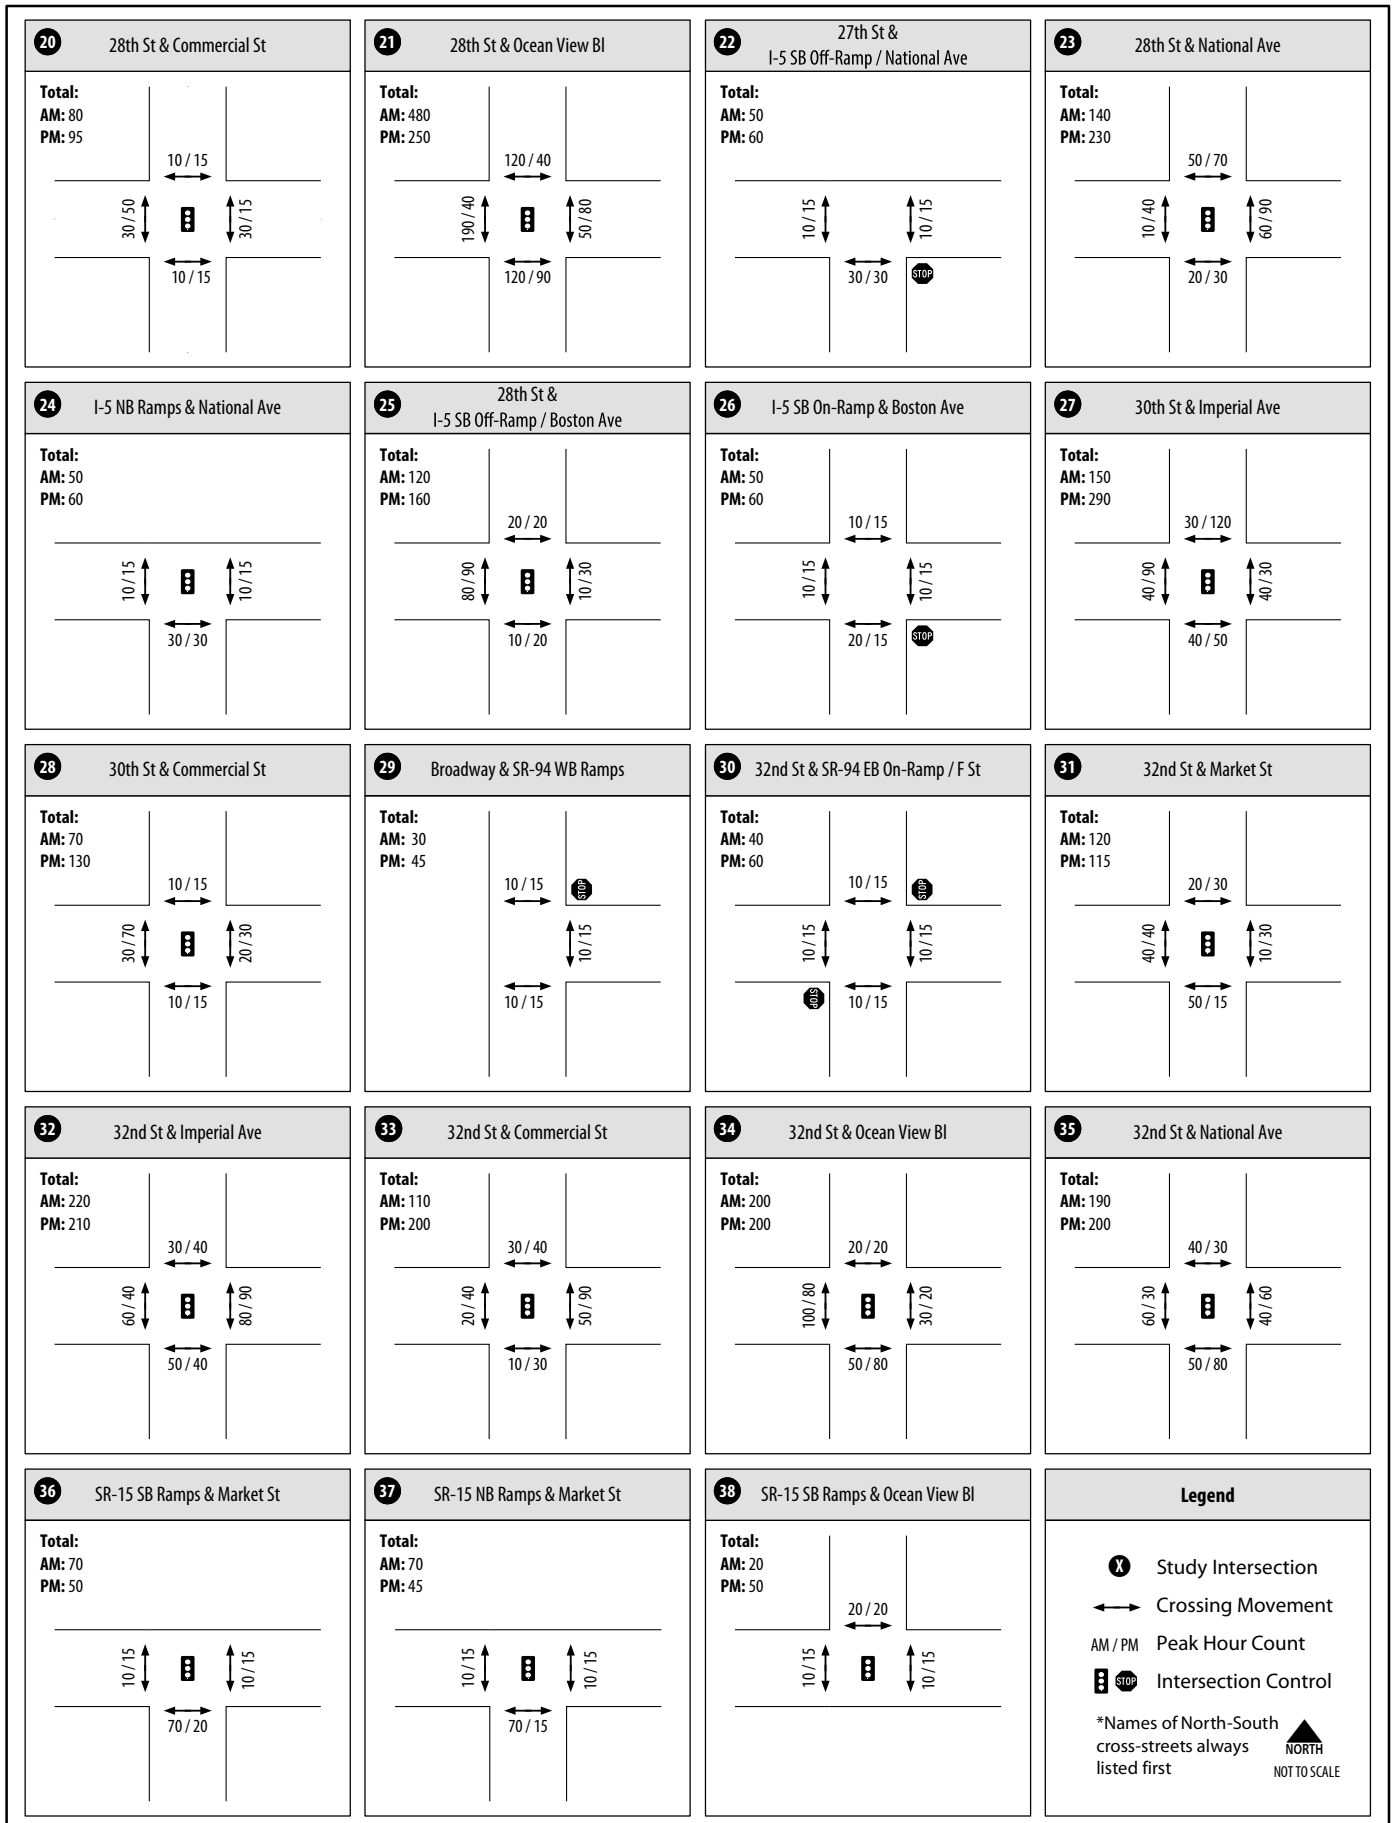 20 28th St & Commercial St
Total:
AM: 80
PM: 95
10 / 15
30 / 50
30 / 15
10 / 15
21 28th St & Ocean View Bl
Total:
AM: 480
PM: 250
120 / 40
190 / 40
50 / 80
120 / 90
22 27th St &
I-5 SB Off-Ramp / National Ave
Total:
AM: 50
PM: 60
10 / 15
10 / 15
30 / 30
STOP
23 28th St & National Ave
Total:
AM: 140
PM: 230
50 / 70
10 / 40
60 / 90
20 / 30
24 I-5 NB Ramps & National Ave
Total:
AM: 50
PM: 60
10 / 15
10 / 15
30 / 30
25 28th St &
I-5 SB Off-Ramp / Boston Ave
Total:
AM: 120
PM: 160
20 / 20
80 / 90
10 / 30
10 / 20
26 I-5 SB On-Ramp & Boston Ave
Total:
AM: 50
PM: 60
10 / 15
10 / 15
10 / 15
20 / 15
STOP
27 30th St & Imperial Ave
Total:
AM: 150
PM: 290
30 / 120
40 / 90
40 / 30
40 / 50
28 30th St & Commercial St
Total:
AM: 70
PM: 130
10 / 15
30 / 70
20 / 30
10 / 15
29 Broadway & SR-94 WB Ramps
Total:
AM: 30
PM: 45
10 / 15
STOP
10 / 15
10 / 15
30 32nd St & SR-94 EB On-Ramp / F St
Total:
AM: 40
PM: 60
10 / 15
STOP
10 / 15
10 / 15
STOP
10 / 15
31 32nd St & Market St
Total:
AM: 120
PM: 115
20 / 30
40 / 40
10 / 30
50 / 15
32 32nd St & Imperial Ave
Total:
AM: 220
PM: 210
30 / 40
60 / 40
80 / 90
50 / 40
33 32nd St & Commercial St
Total:
AM: 110
PM: 200
30 / 40
20 / 40
50 / 90
10 / 30
34 32nd St & Ocean View Bl
Total:
AM: 200
PM: 200
20 / 20
100 / 80
30 / 20
50 / 80
35 32nd St & National Ave
Total:
AM: 190
PM: 200
40 / 30
60 / 30
40 / 60
50 / 80
36 SR-15 SB Ramps & Market St
Total:
AM: 70
PM: 50
10 / 15
10 / 15
70 / 20
37 SR-15 NB Ramps & Market St
Total:
AM: 70
PM: 45
10 / 15
10 / 15
70 / 15
38 SR-15 SB Ramps & Ocean View Bl
Total:
AM: 20
PM: 50
20 / 20
10 / 15
10 / 15
Legend
X Study Intersection
Crossing Movement
AM / PM Peak Hour Count
STOP Intersection Control
*Names of North-South
cross-streets always
listed first
NORTH
NOT TO SCALE